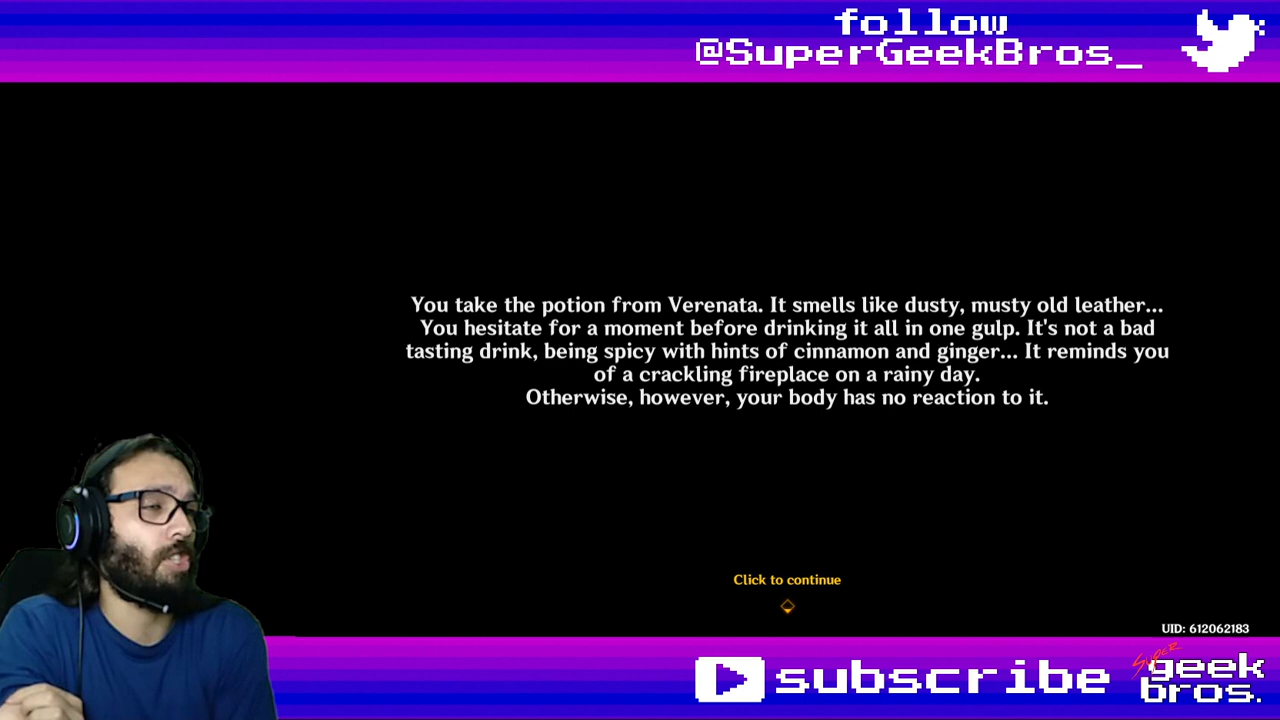 follow
@SuperGeekBros_
You take the potion from Verenata. It smells like dusty, musty old leather...
You hesitate for a moment before drinking it all in one gulp. It's not a bad
tasting drink, being spicy with hints of cinnamon and ginger... It reminds you
of a crackling fireplace on a rainy day.
Otherwise, however, your body has no reaction to it.
Click to continue
UID: 612062183
subscribe
SUPER
geek
bros.